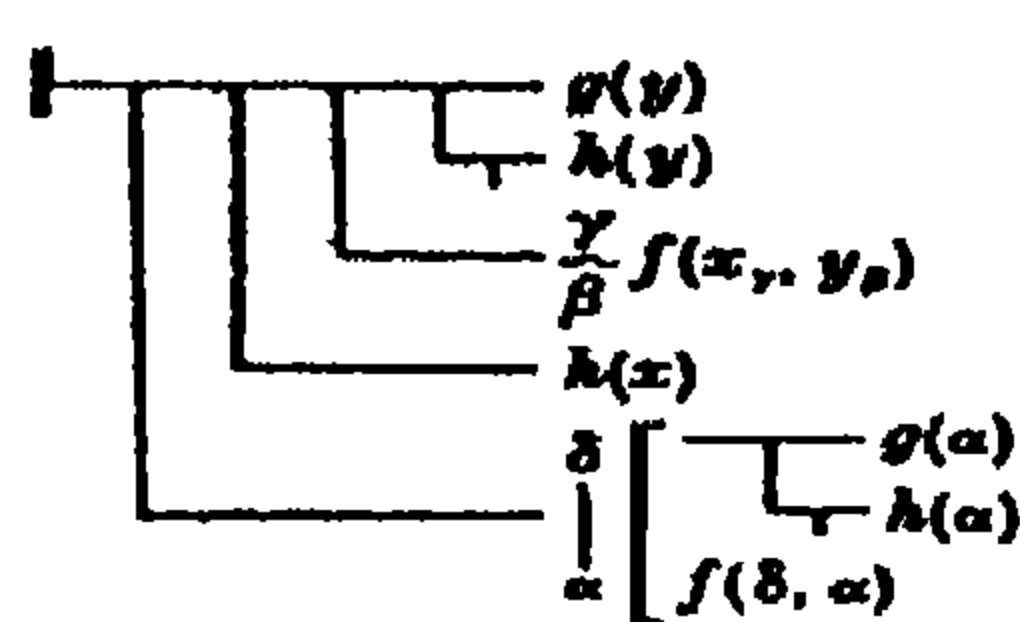 g(y)
h(y)
γ
β f(x_γ, y_β)
h(x)
δ
α
g(α)
h(α)
f(δ, α)